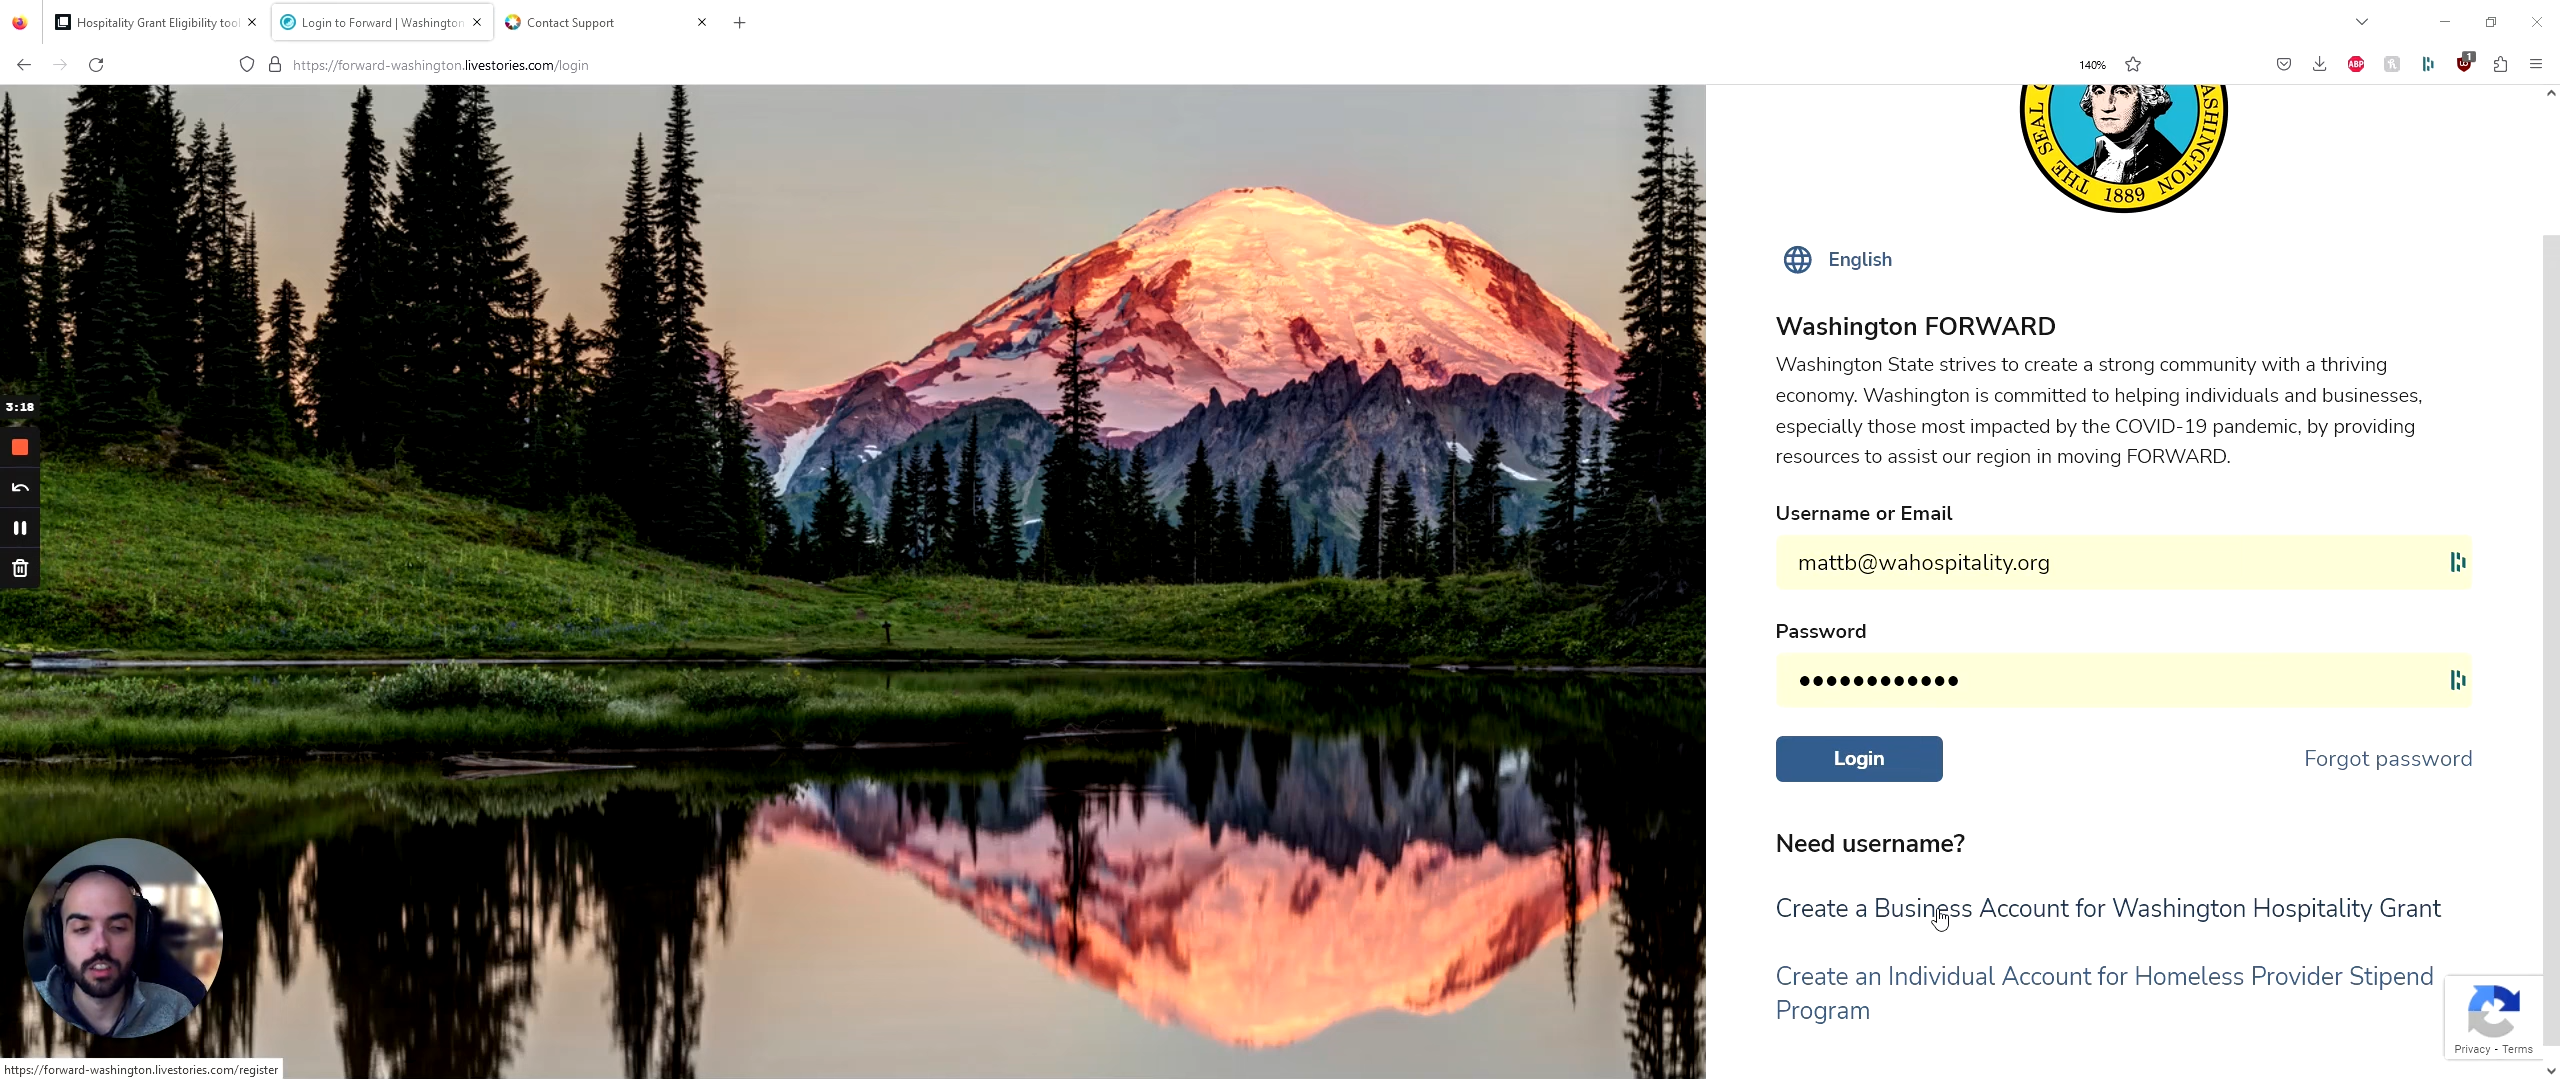 Hospitality Grant Eligibility too
Login to Forward | Washington
Contact Support
https://forward-washington.livestories.com/login
140%
ABP
1
THE SEAL O
ASHINGTON
1889
English
Washington FORWARD
Washington State strives to create a strong community with a thriving
economy. Washington is committed to helping individuals and businesses,
especially those most impacted by the COVID-19 pandemic, by providing
resources to assist our region in moving FORWARD.
3:18
Username or Email
mattb@wahospitality.org
Password
Login
Forgot password
Need username?
Create a Business Account for Washington Hospitality Grant
Create an Individual Account for Homeless Provider Stipend
Program
Privacy - Terms
https://forward-washington.livestories.com/register